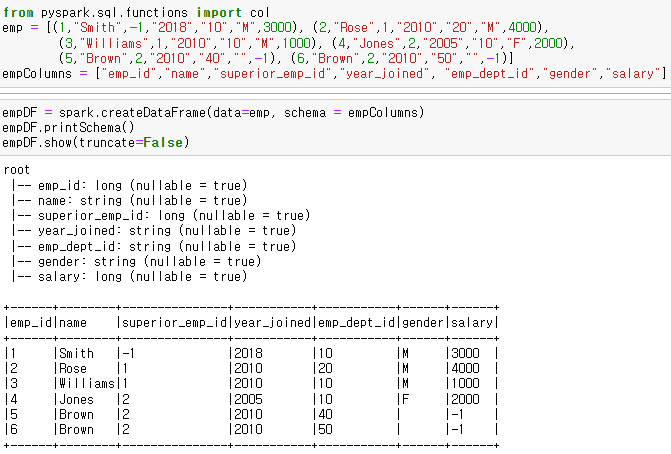 from pyspark.sql.functions import col
emp = [(1,"Smith",-1,"2018","10","M",3000), (2,"Rose",1,"2010","20","M",4000),
(3,"Williams",1,"2010","10","M",1000), (4,"Jones",2,"2005","10","F",2000),
(5,"Brown",2,"2010","40","",-1), (6,"Brown",2,"2010","50","",-1)]
empColumns = ["emp_id","name","superior_emp_id","year_joined", "emp_dept_id","gender","salary"]
empDF = spark.createDataFrame(data=emp, schema = empColumns)
empDF.printSchema()
empDF.show(truncate=False)
root
 |-- emp_id: long (nullable = true)
 |-- name: string (nullable = true)
 |-- superior_emp_id: long (nullable = true)
 |-- year_joined: string (nullable = true)
 |-- emp_dept_id: string (nullable = true)
 |-- gender: string (nullable = true)
 |-- salary: long (nullable = true)
+------+--------+---------------+-----------+-----------+------+------+
|emp_id|name    |superior_emp_id|year_joined|emp_dept_id|gender|salary|
+------+--------+---------------+-----------+-----------+------+------+
|1     |Smith   |-1             |2018       |10         |M     |3000  |
|2     |Rose    |1              |2010       |20         |M     |4000  |
|3     |Williams|1              |2010       |10         |M     |1000  |
|4     |Jones   |2              |2005       |10         |F     |2000  |
|5     |Brown   |2              |2010       |40         |      |-1    |
|6     |Brown   |2              |2010       |50         |      |-1    |
+------+--------+---------------+-----------+-----------+------+------+